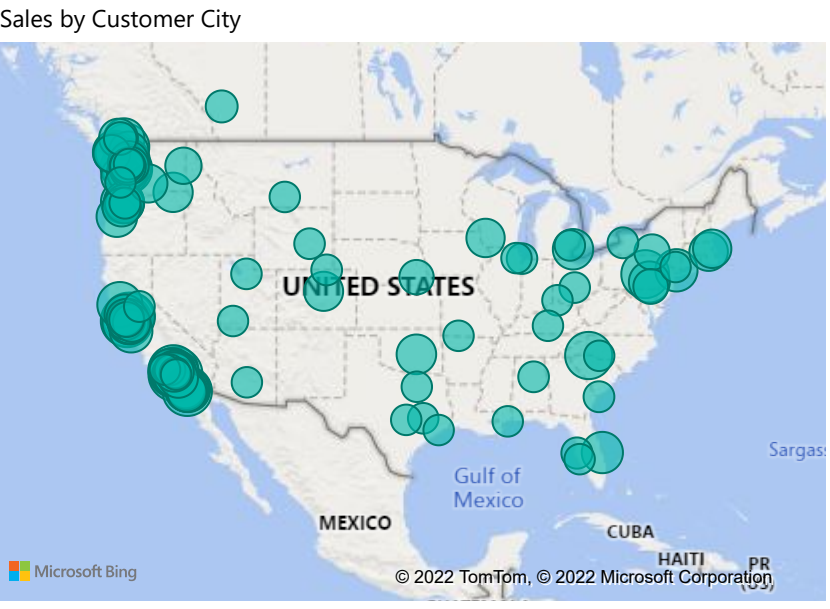 Sales by Customer City
UNITED STATES
Sargass
Gulf of
Mexico
MEXICO
CUBA
HAITI
PR
(US)
Microsoft Bing
© 2022 TomTom, © 2022 Microsoft Corporation